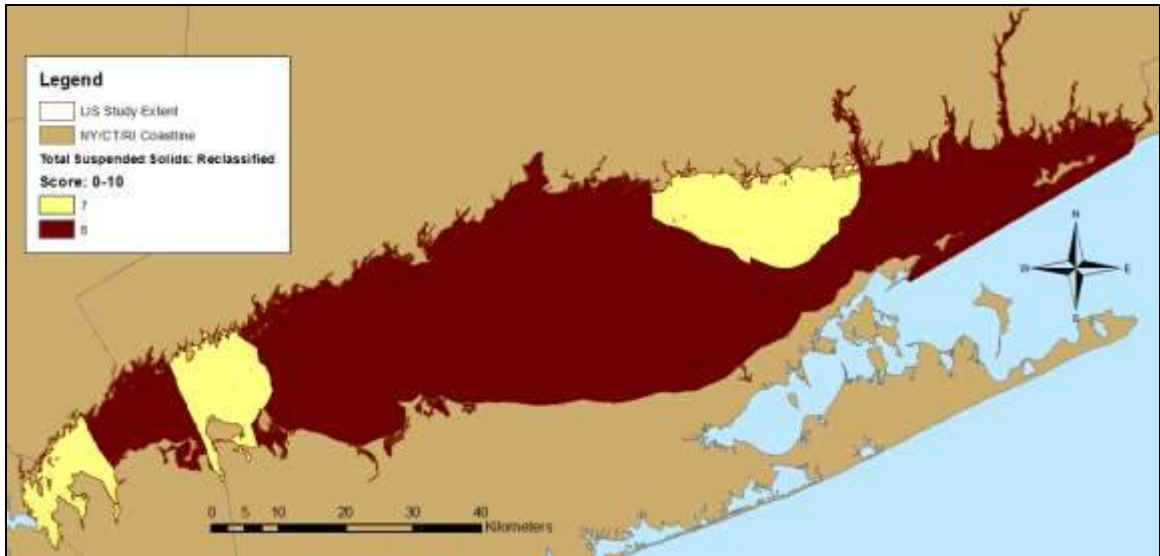 Legend
LIS Study Extent
NY/CT/RI Coastline
Total Suspended Solids: Reclassified
Score: 0-10
7
8
N
W E
S
0 5 10 20 30 40
Kilometers